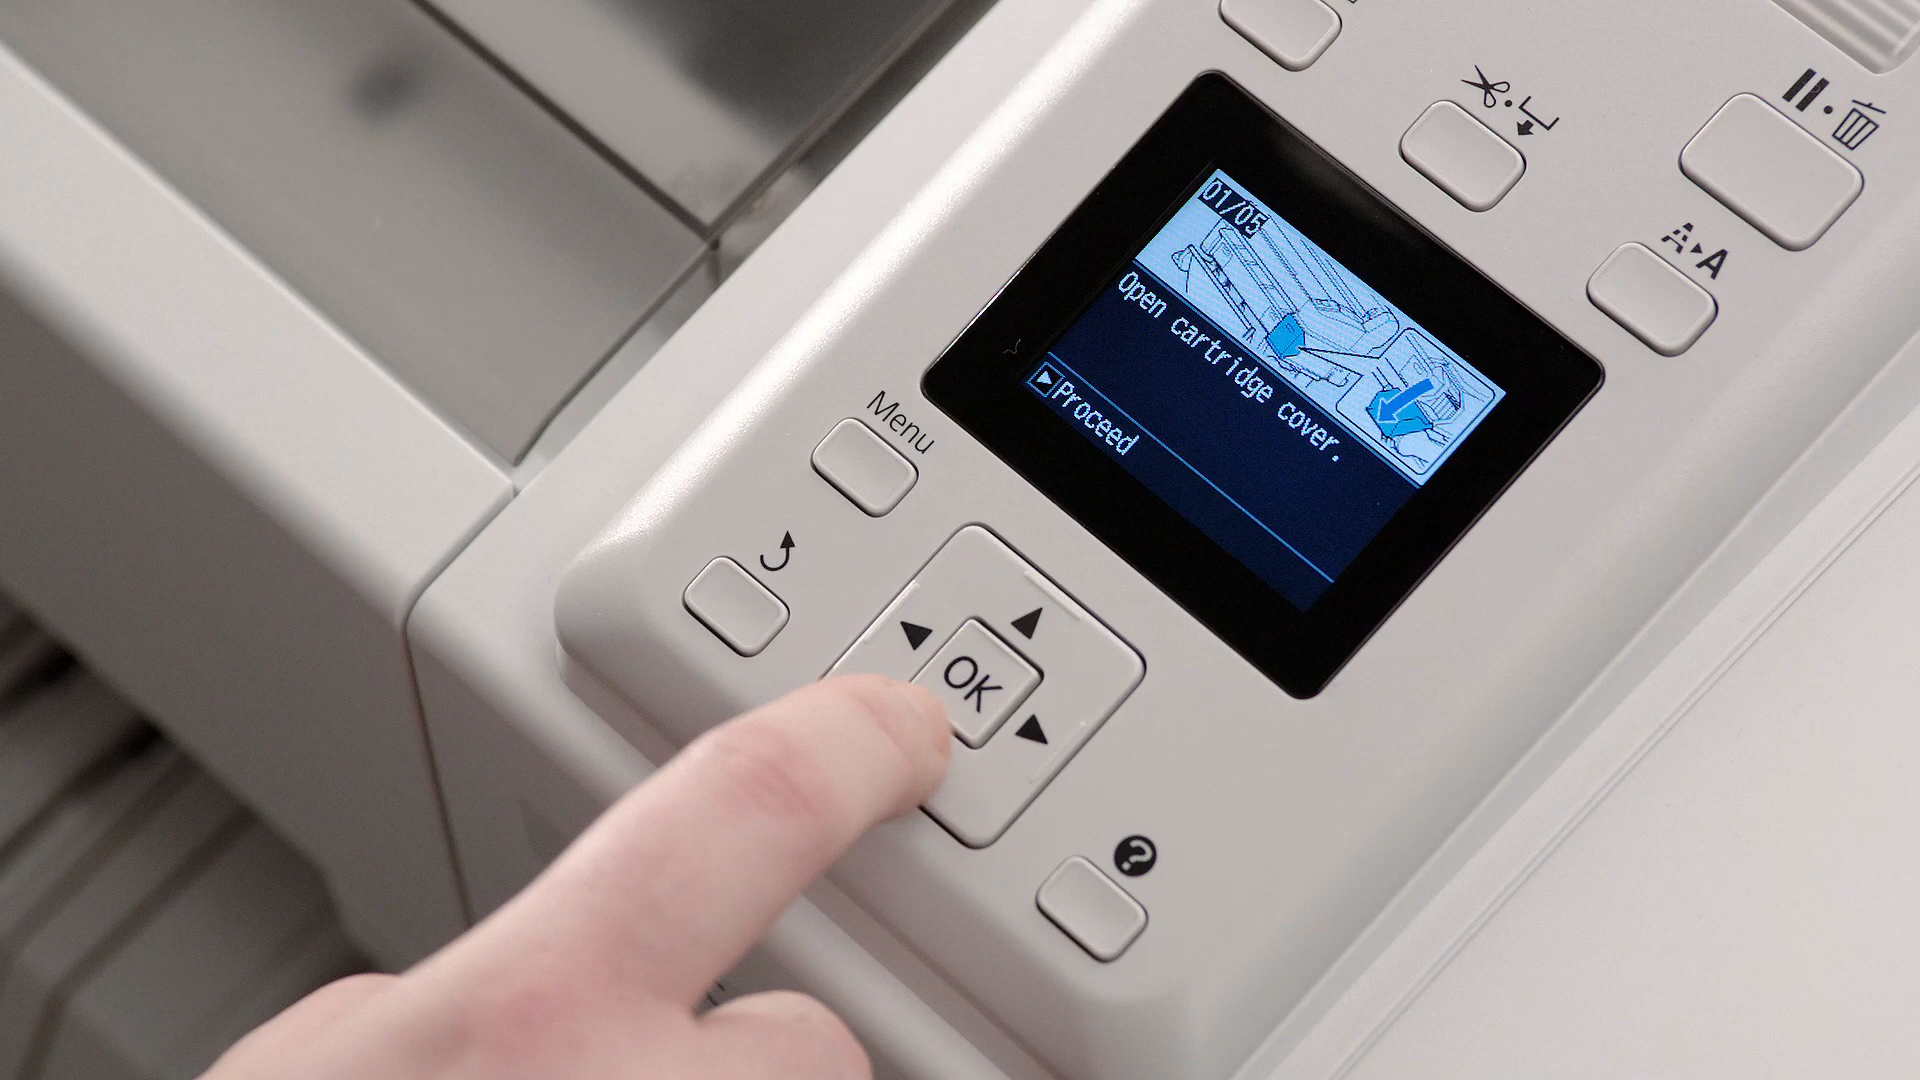 01/05
Open cartridge cover.
Proceed
Menu
OK
?
A▸A